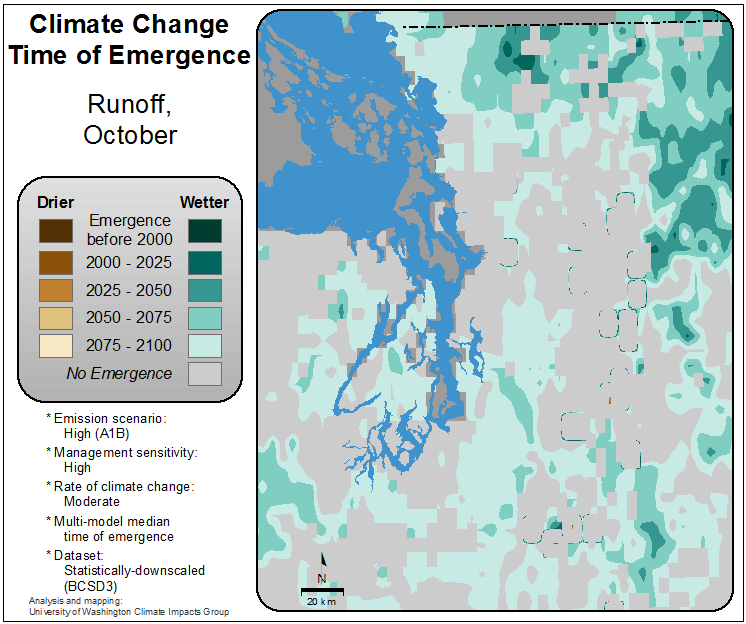 Climate Change
Time of Emergence
Runoff,
October
Drier
Wetter
Emergence
before 2000
2000 - 2025
2025 - 2050
2050 - 2075
2075 - 2100
No Emergence
* Emission scenario:
High (A1B)
* Management sensitivity:
High
* Rate of climate change:
Moderate
* Multi-model median
time of emergence
* Dataset:
Statistically-downscaled
(BCSD3)
Analysis and mapping:
University of Washington Climate Impacts Group
N
20 km